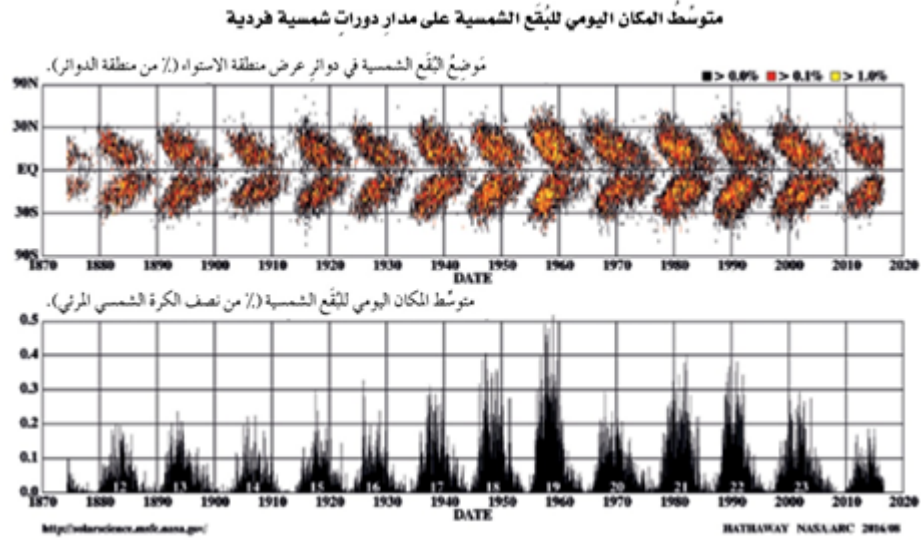 متوسّطُ المكان اليومي للبُقَع الشمسية على مدارِ دوراتٍ شمسية فردية
مَوضِعُ البُقَع الشمسية في دوائرِ عرض منطقة الاستواء (٪ من منطقة الدوائر).
> 0.0% > 0.1% > 1.0%
90N
30N
EQ
30S
90S
1870 1880 1890 1900 1910 1920 1930 1940 1950 1960 1970 1980 1990 2000 2010 2020
DATE
متوسِّط المكان اليومي للبُقَع الشمسية (٪ من نصف الكرة الشمسي المرئي).
0.5
0.4
0.3
0.2
0.1
0.0
12 13 14 15 16 17 18 19 20 21 22 23
1870 1880 1890 1900 1910 1920 1930 1940 1950 1960 1970 1980 1990 2000 2010 2020
DATE
http://solarscience.msfc.nasa.gov/ HATHAWAY NASA/ARC 2016/08